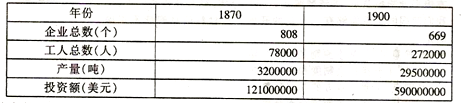 年份 1870 1900
企业总数(个) 808 669
工人总数(人) 78000 272000
产量(吨) 3200000 29500000
投资额(美元) 121000000 590000000